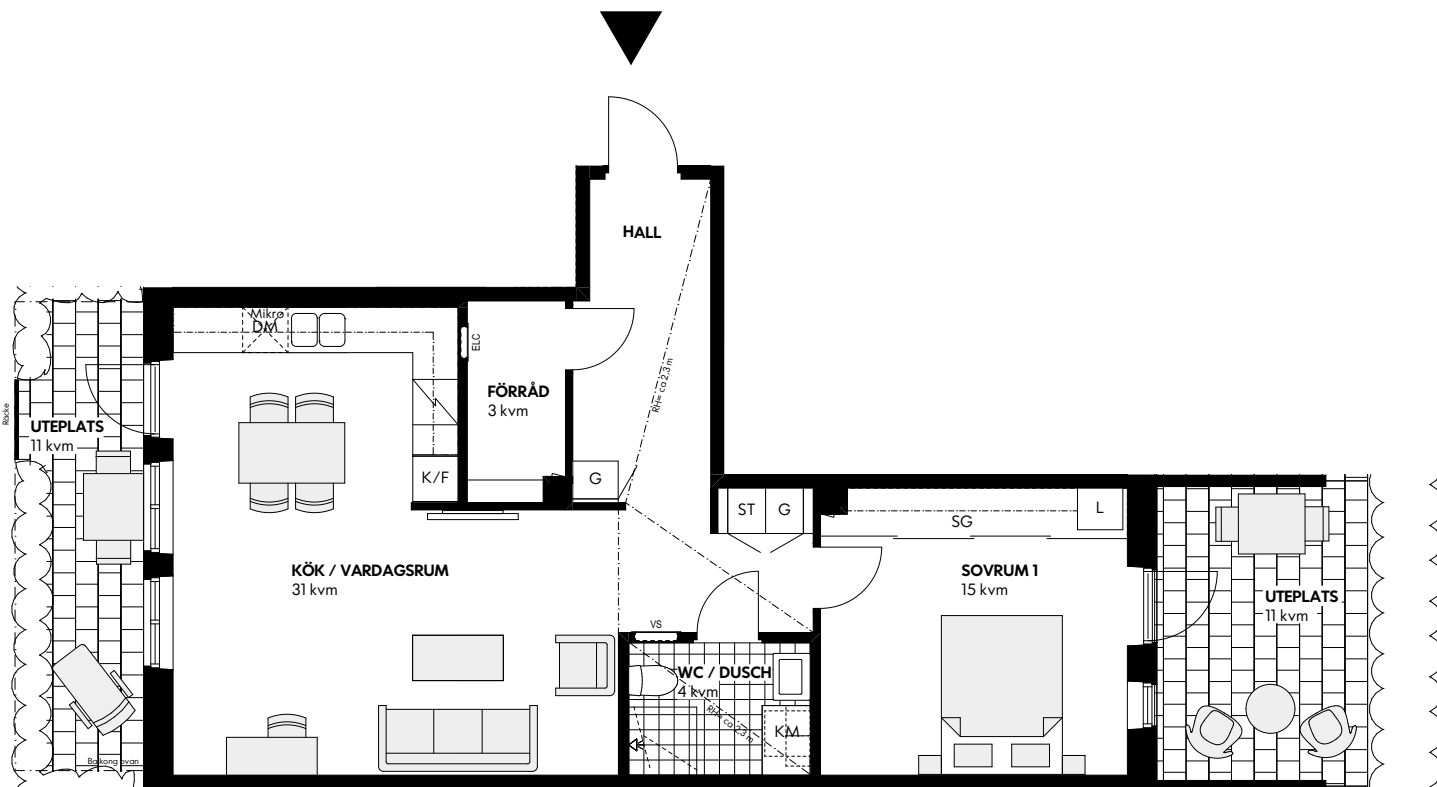 HALL
Mikro
DM
ELC
RH= ca 2.3 m
FÖRRÅD
3 kvm
Räcke
UTEPLATS
11 kvm
K/F
G
ST
G
SG
L
KÖK / VARDAGSRUM
31 kvm
SOVRUM 1
15 kvm
UTEPLATS
11 kvm
VS
WC / DUSCH
4 kvm
RH= ca 2.3 m
KM
Balkong ovan